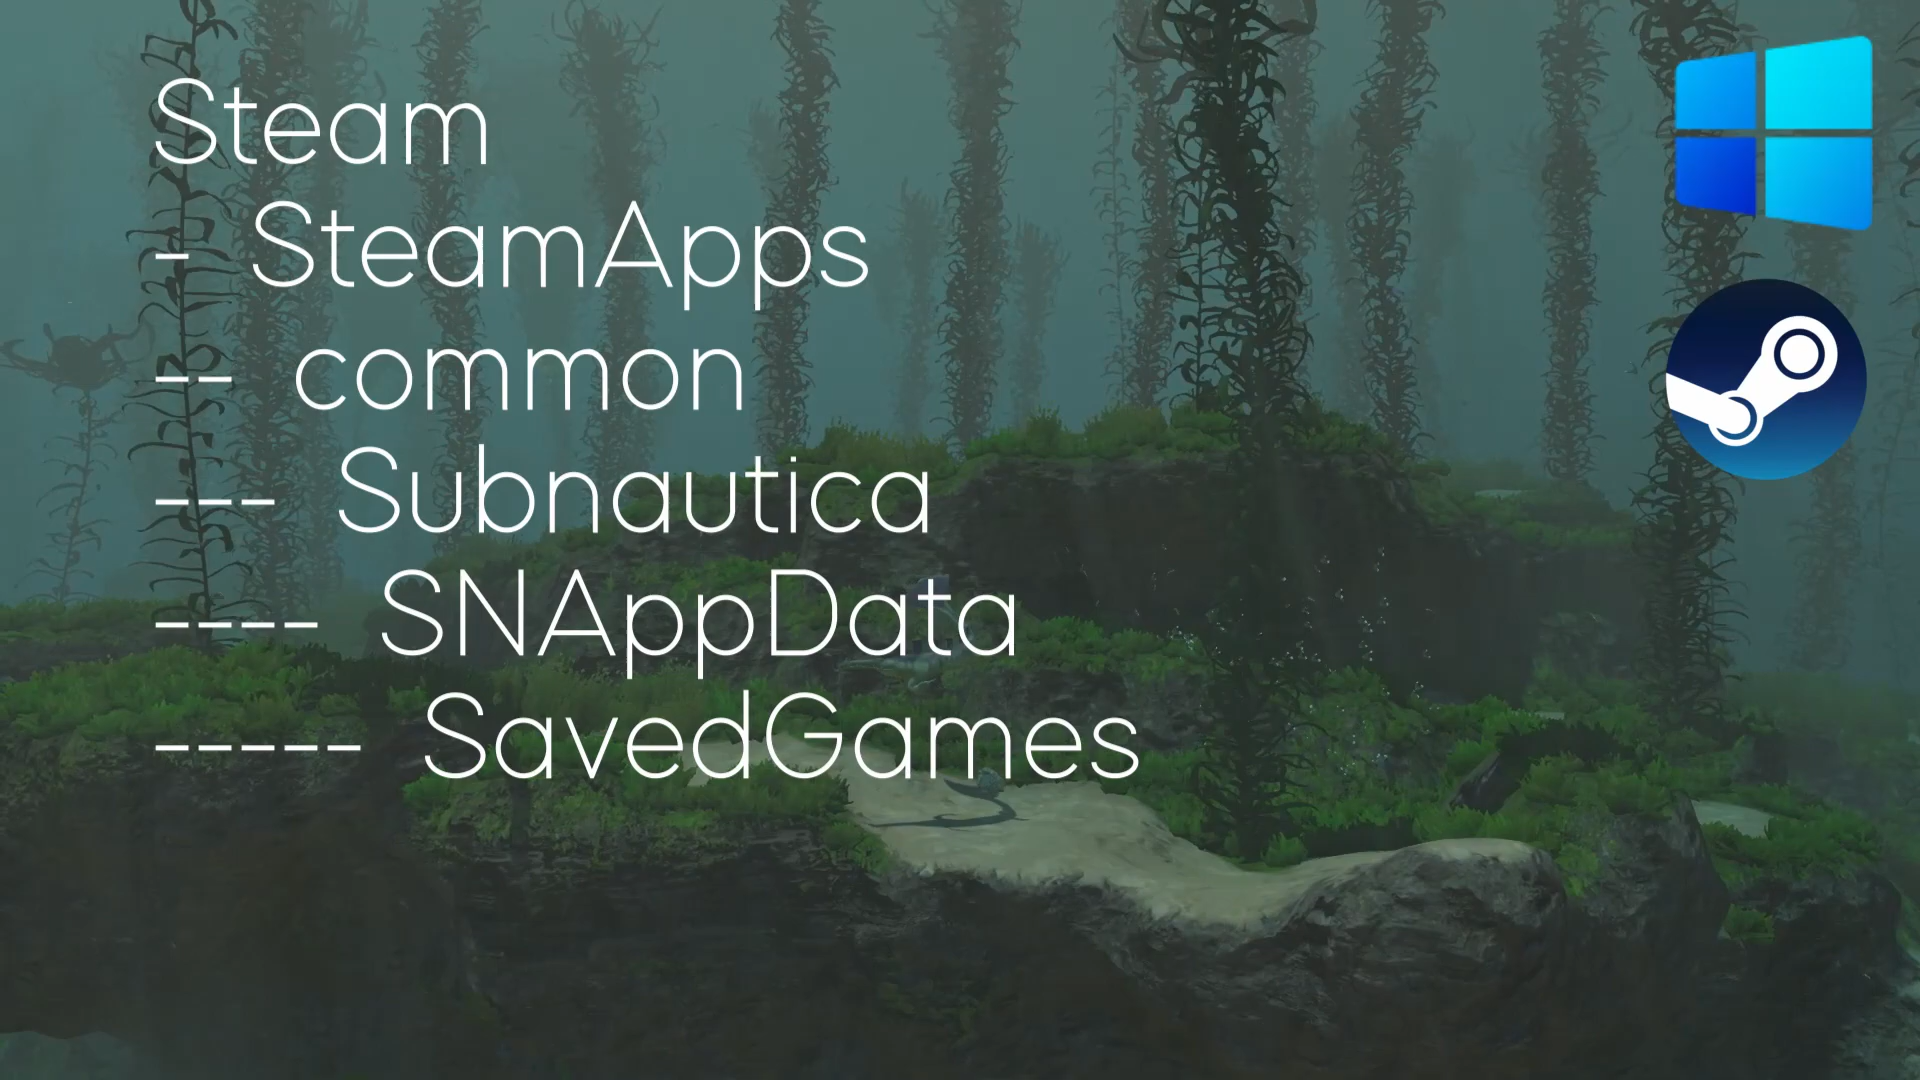 Steam
- SteamApps
-- common
--- Subnautica
---- SNAppData
----- SavedGames